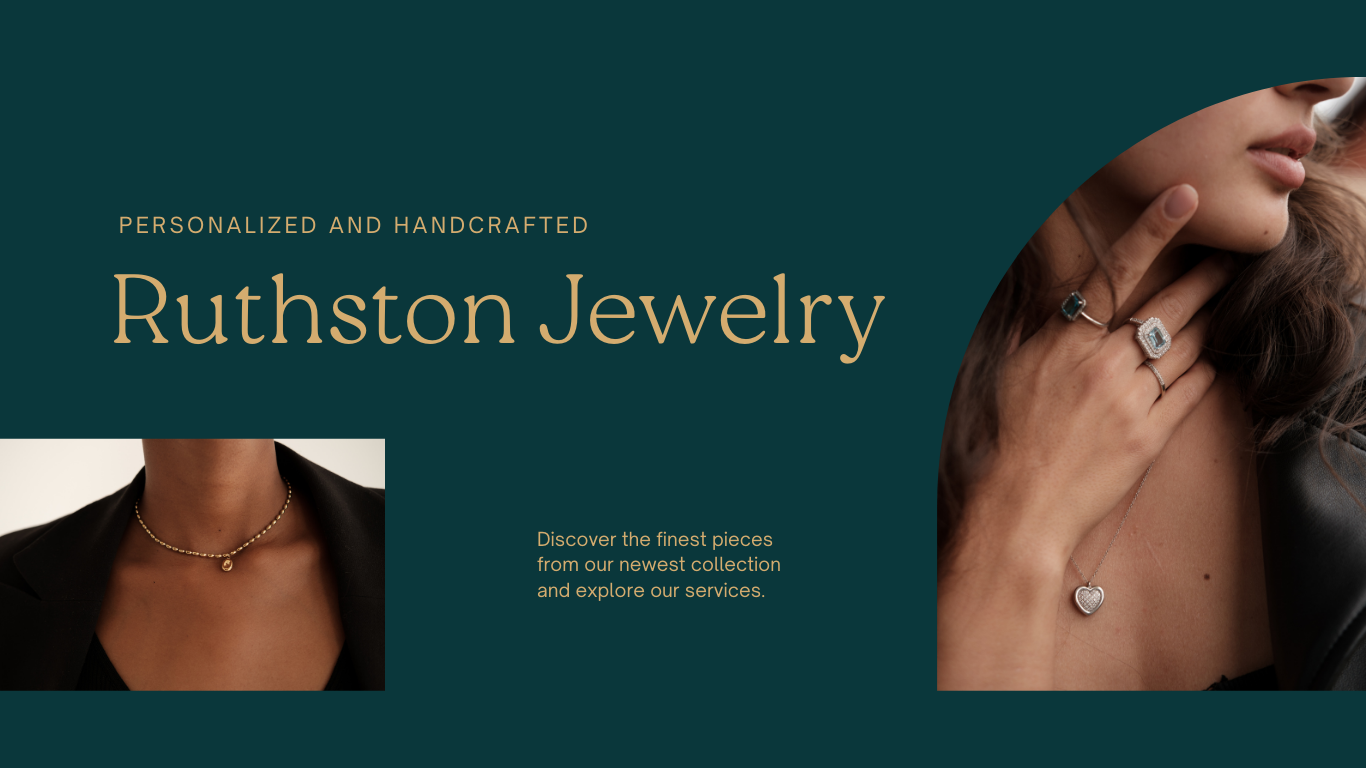 PERSONALIZED AND HANDCRAFTED
Ruthston Jewelry
Discover the finest pieces
from our newest collection
and explore our services.